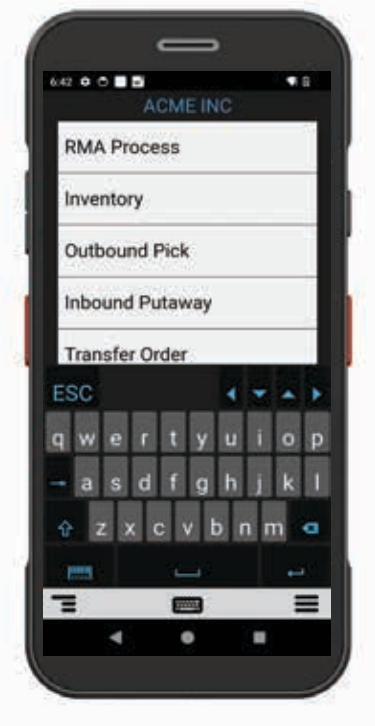 6:42
ACME INC
RMA Process
Inventory
Outbound Pick
Inbound Putaway
Transfer Order
ESC
q w e r t y u i o p
a s d f g h j k l
z x c v b n m